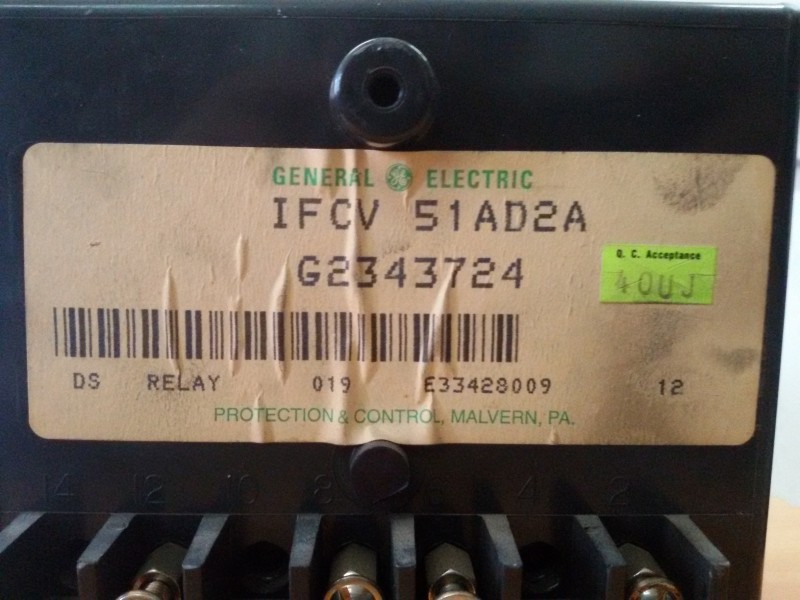 GENERAL ELECTRIC
IFCV 51AD2A
G2343724
Q. C. Acceptance
40UJ
DS RELAY 019 E33428009 12
PROTECTION & CONTROL, MALVERN, PA.
14 12 10 8 6 4 2